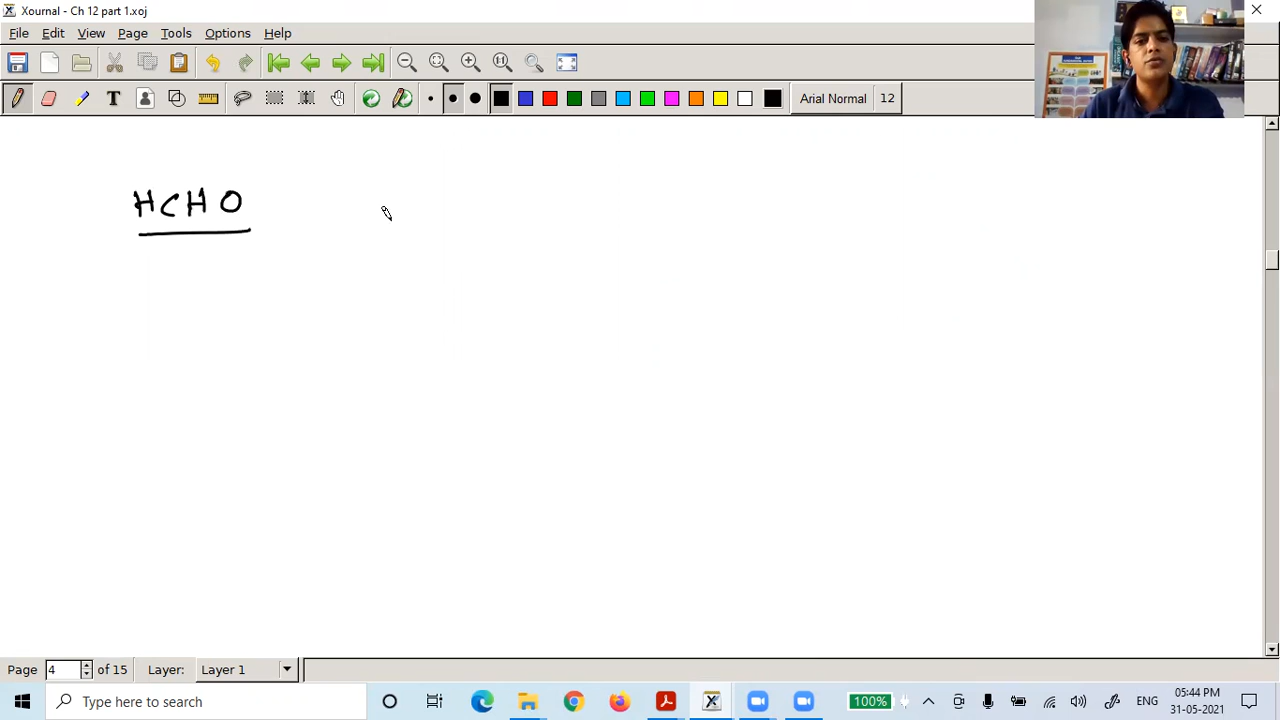 Xournal - Ch 12 part 1.xoj
File Edit View Page Tools Options Help
Arial Normal 12
HCHO
Page 4 of 15 Layer: Layer 1
Type here to search
100%
ENG
05:44 PM
31-05-2021